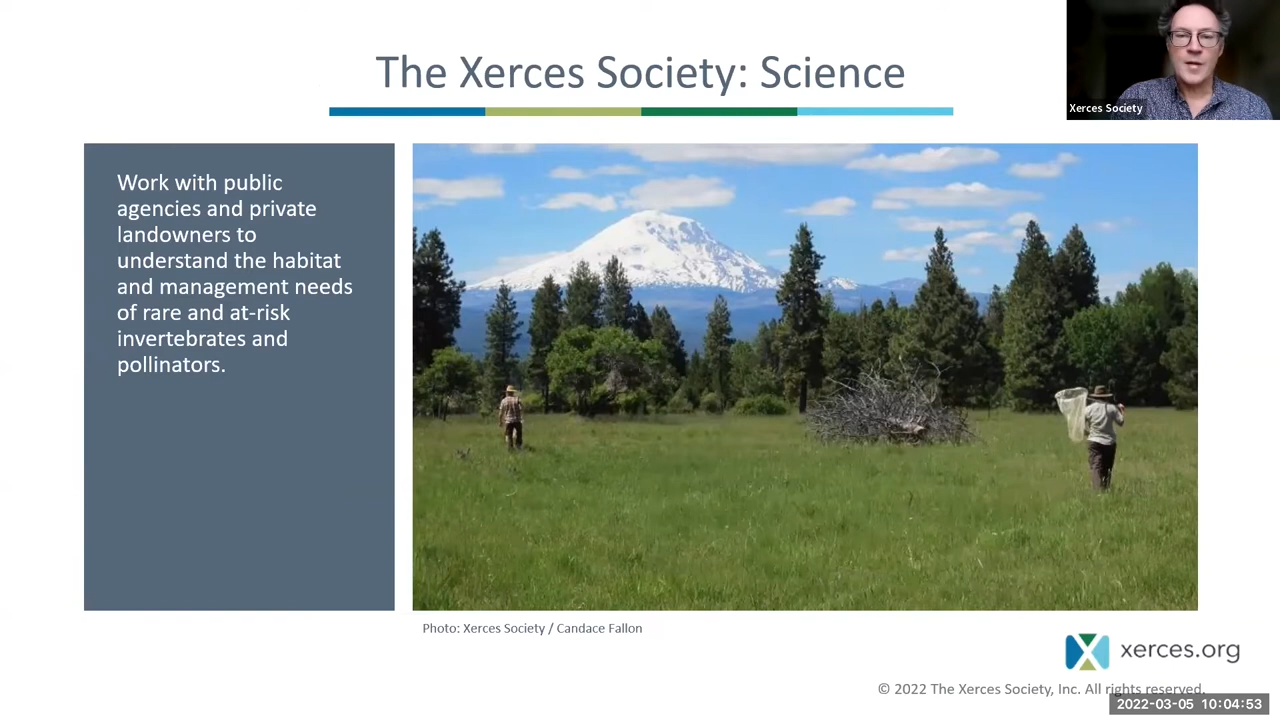 The Xerces Society: Science
Xerces Society
Work with public
agencies and private
landowners to
understand the habitat
and management needs
of rare and at-risk
invertebrates and
pollinators.
Photo: Xerces Society / Candace Fallon
xerces.org
© 2022 The Xerces Society, Inc. All rights reserved.
2022-03-05 10:04:53